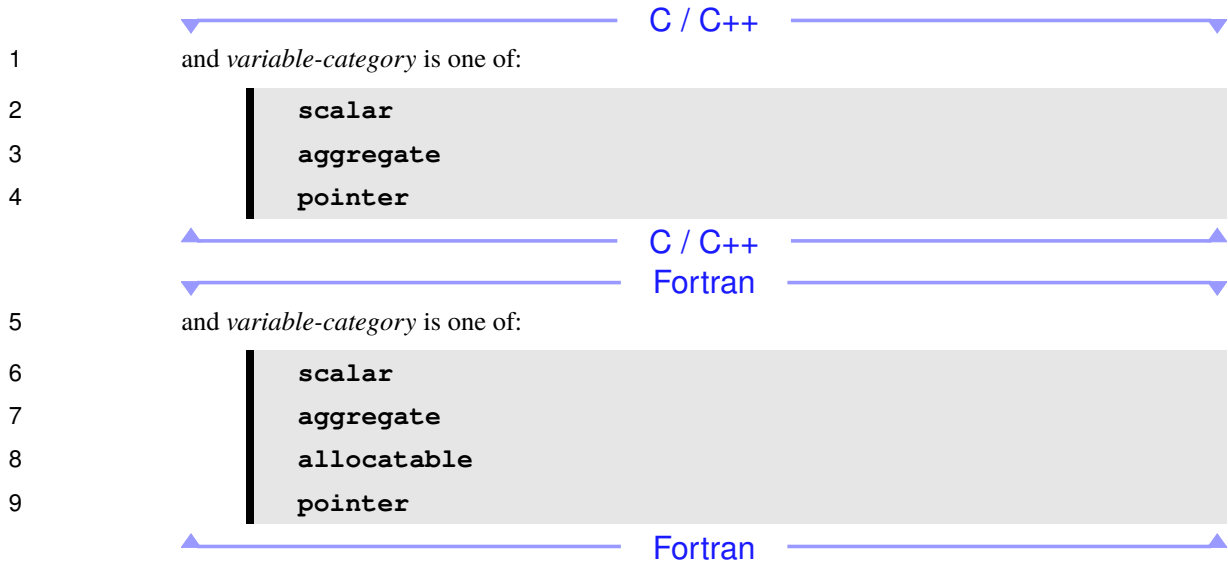 C / C++
1 and variable-category is one of:
2 scalar
3 aggregate
4 pointer
C / C++
Fortran
5 and variable-category is one of:
6 scalar
7 aggregate
8 allocatable
9 pointer
Fortran